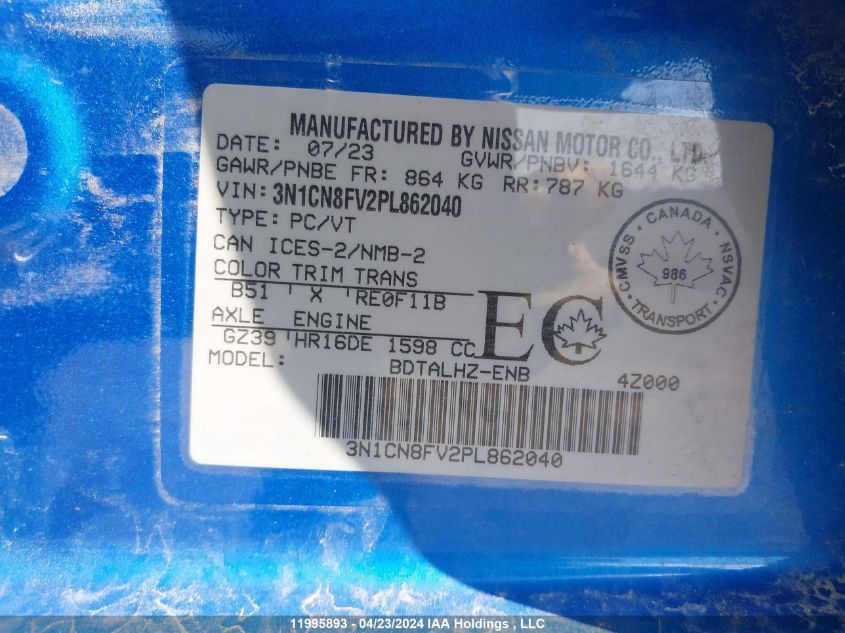 MANUFACTURED BY NISSAN MOTOR CO., LTD.
DATE: 07/23 GVWR/PNBV: 1644 KG
GAWR/PNBE FR: 864 KG RR: 787 KG
VIN: 3N1CN8FV2PL862040
TYPE: PC/VT
CAN ICES-2/NMB-2
COLOR TRIM TRANS
B51 X RE0F11B
AXLE ENGINE
GZ39 HR16DE 1598 CC
MODEL: BDTALHZ-ENB 4Z000
EC
CANADA
CMVSS NSVAC
986
TRANSPORT
3N1CN8FV2PL862040
11995893 - 04/23/2024 IAA Holdings, LLC